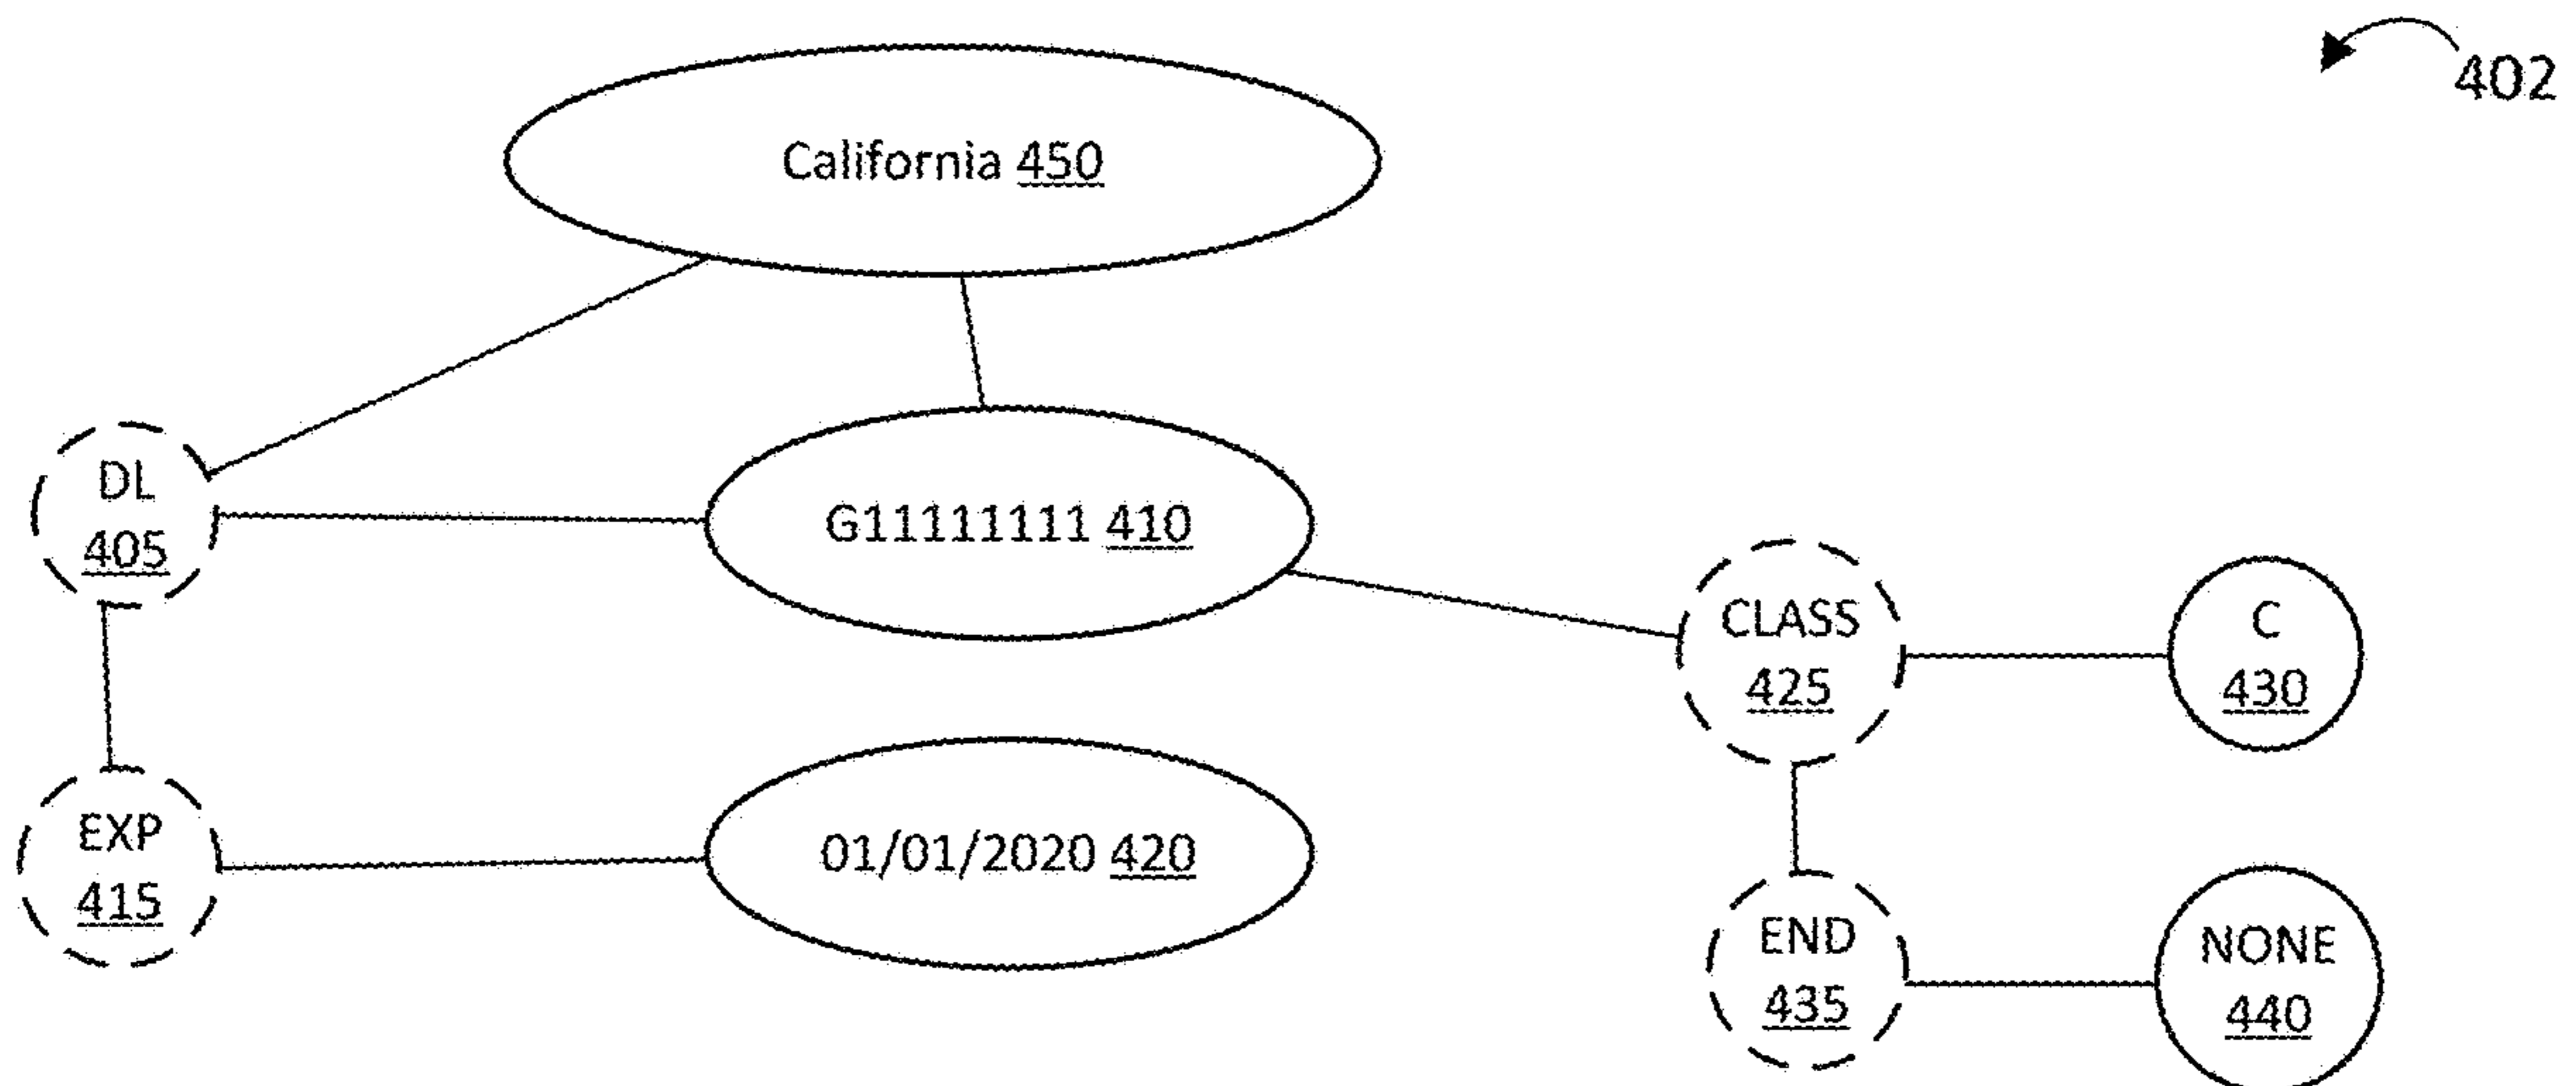 402
California 450
DL
405
G11111111 410
CLASS
425
C
430
EXP
415
01/01/2020 420
END
435
NONE
440